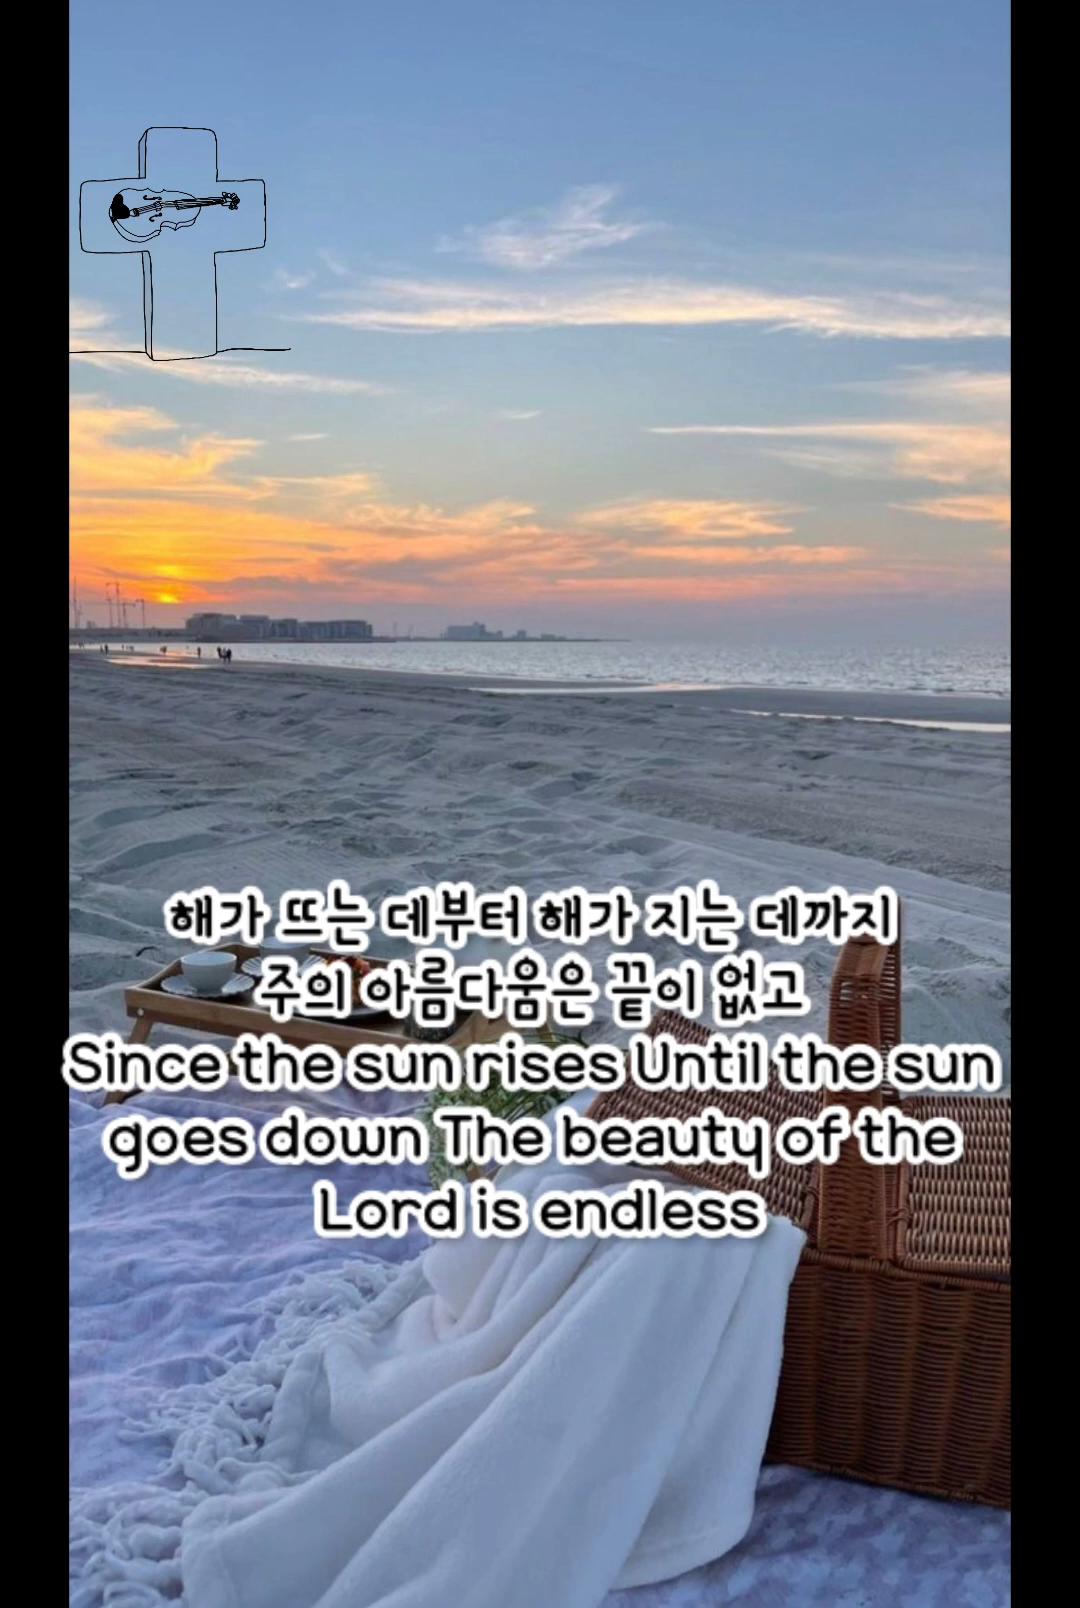 해가 뜨는 데부터 해가 지는 데까지
주의 아름다움은 끝이 없고
Since the sun rises Until the sun
goes down The beauty of the
Lord is endless